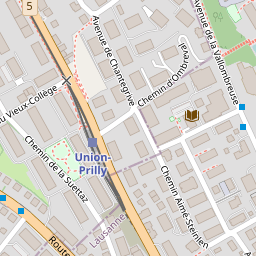 5
Avenue de Chantegrive
Avenue de la Vallombreuse
Chemin d'Ombreval
u Vieux-Collège
Chemin de la Suettaz
Union-
Prilly
Chemin Aimé-Steinlen
Lausanne
Route